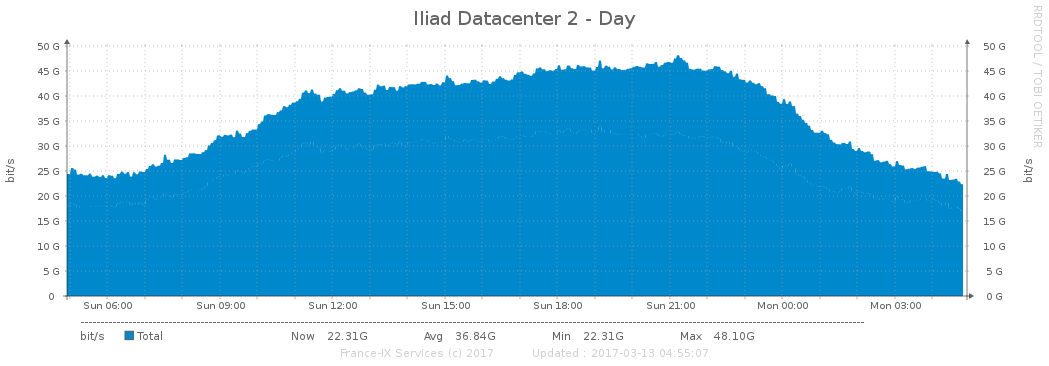 Iliad Datacenter 2 - Day
RRDTOOL / TOBI OETIKER
50 G 50 G
45 G 45 G
40 G 40 G
35 G 35 G
30 G 30 G
25 G 25 G
20 G 20 G
15 G 15 G
10 G 10 G
5 G 5 G
0 0 G
bit/s bit/s
Sun 06:00 Sun 09:00 Sun 12:00 Sun 15:00 Sun 18:00 Sun 21:00 Mon 00:00 Mon 03:00
bit/s Total Now 22.31G Avg 36.84G Min 22.31G Max 48.10G
France-IX Services (c) 2017 Updated : 2017-03-13 04:55:07